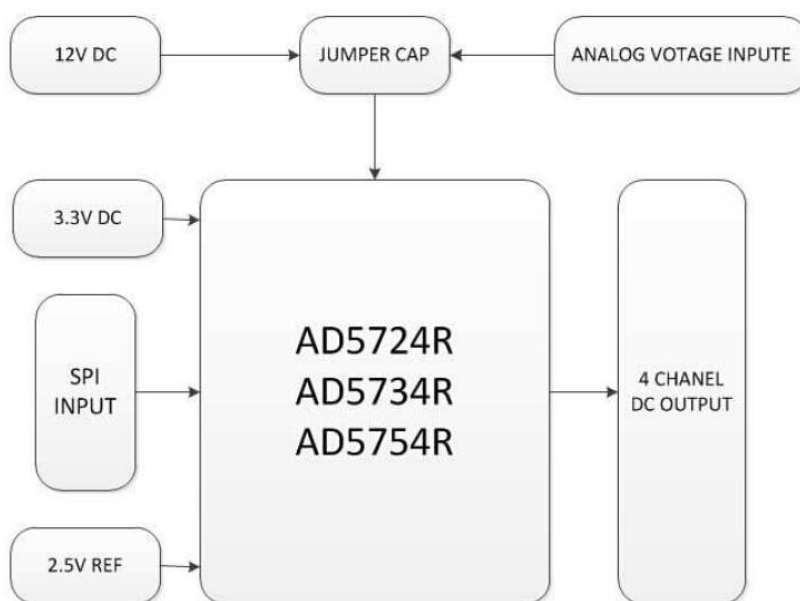 12V DC
JUMPER CAP
ANALOG VOTAGE INPUTE
3.3V DC
SPI
INPUT
AD5724R
AD5734R
AD5754R
4 CHANEL
DC OUTPUT
2.5V REF